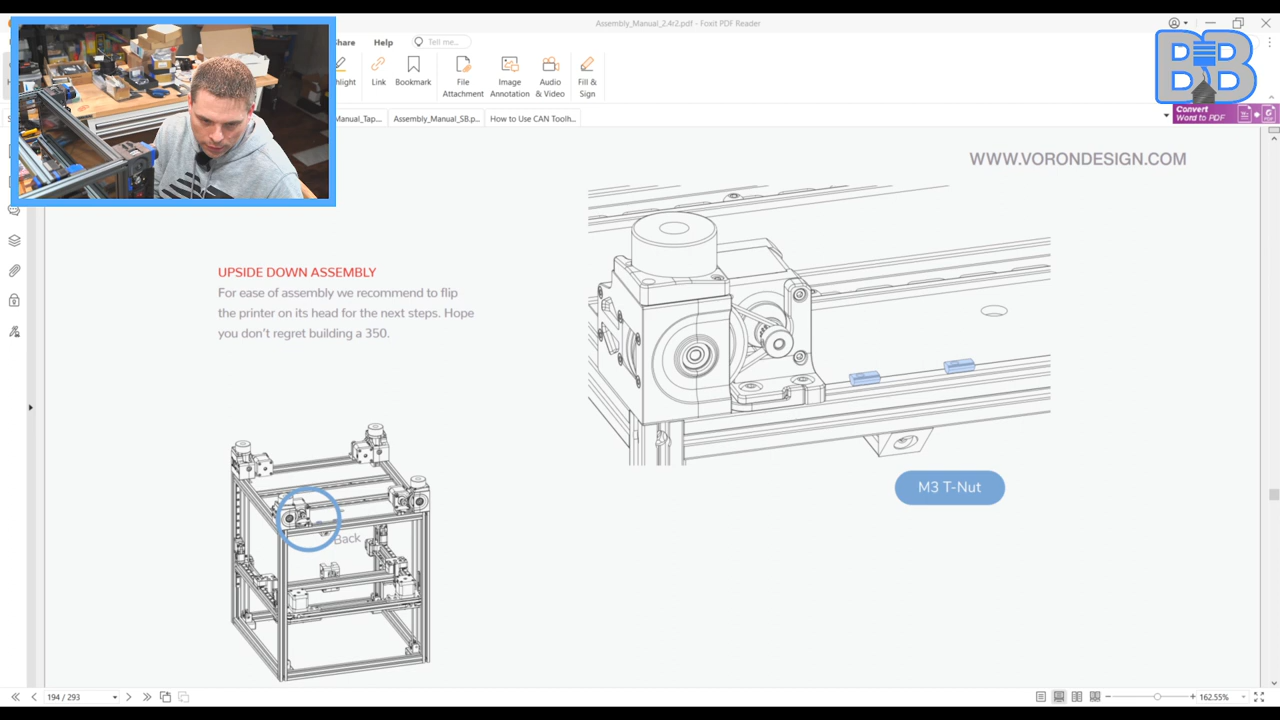 Assembly_Manual_2.4r2.pdf - Foxit PDF Reader
Share
Help
Tell me...
Link
Bookmark
File
Attachment
Image
Annotation
Audio
& Video
Fill &
Sign
BB
Convert
Word to PDF
Manual_Tap...
Assembly_Manual_SB.p...
How to Use CAN Toolh...
WWW.VORONDESIGN.COM
UPSIDE DOWN ASSEMBLY
For ease of assembly we recommend to flip
the printer on its head for the next steps. Hope
you don't regret building a 350.
M3 T-Nut
Back
194 / 293
162.55%